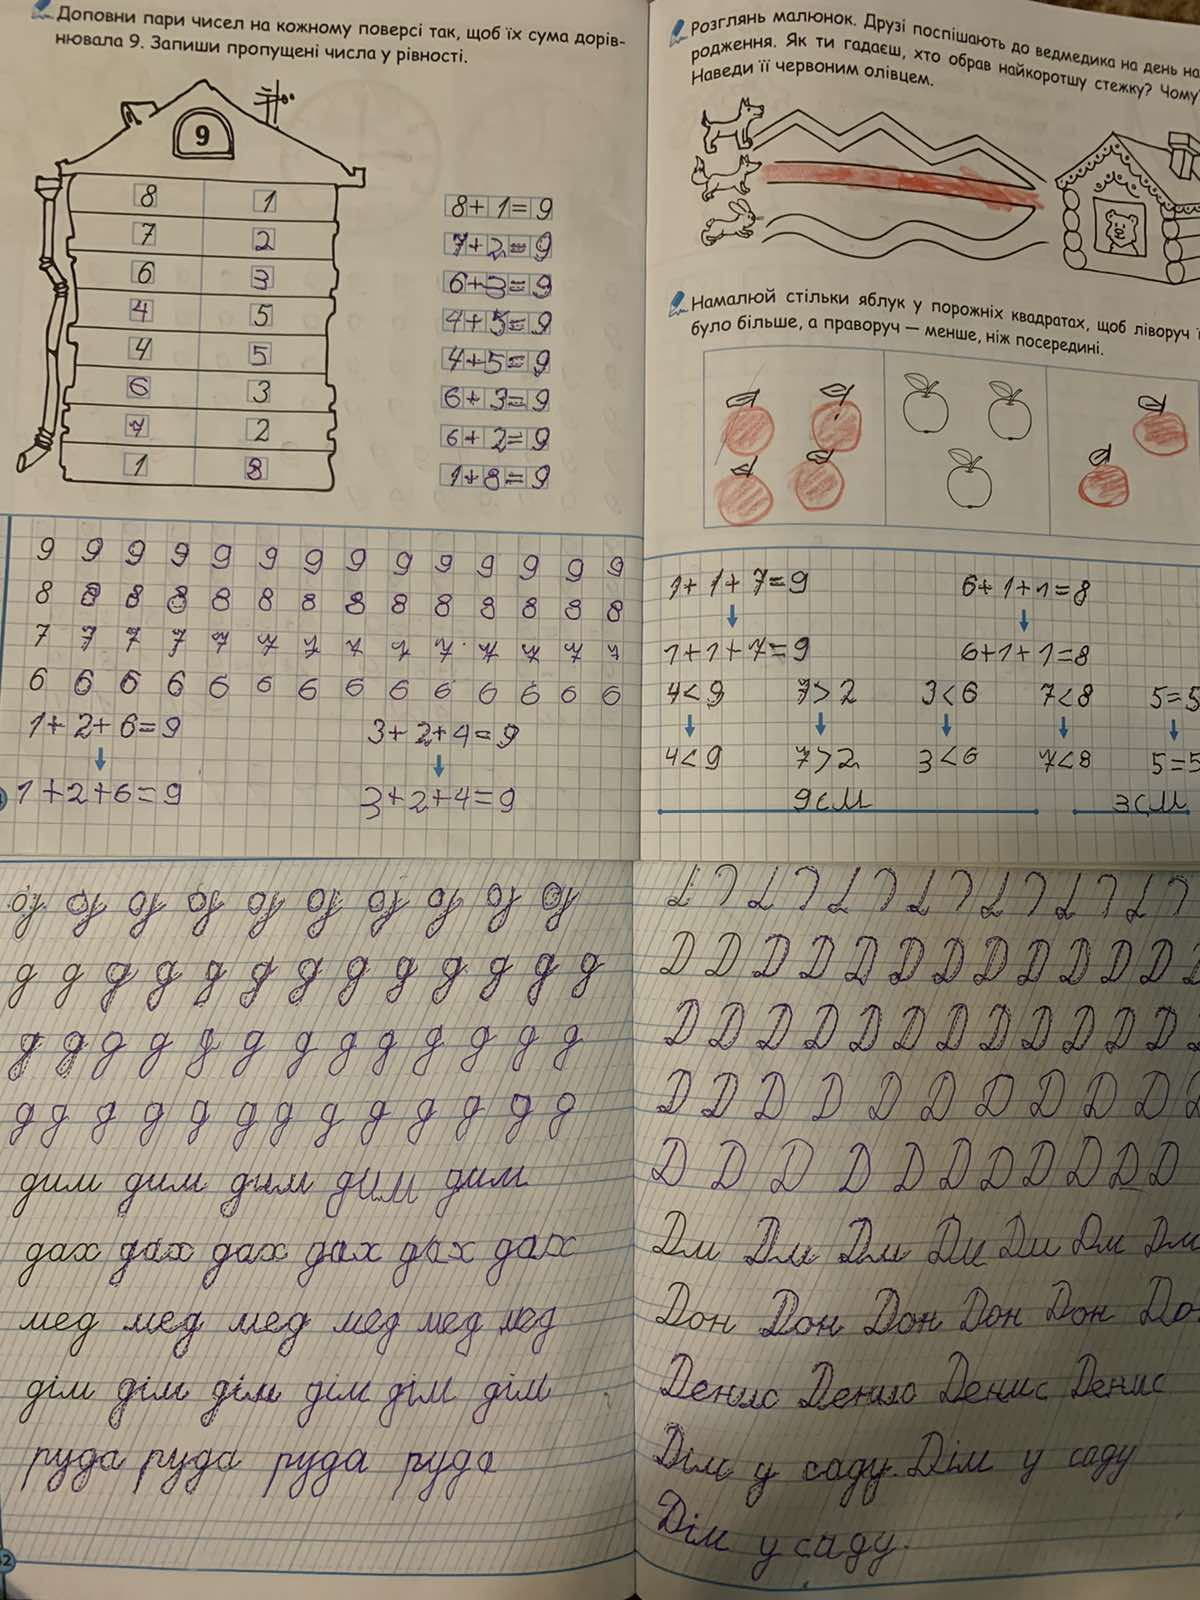 Доповни пари чисел на кожному поверсі так, щоб їх сума дорів-
нювала 9. Запиши пропущені числа у рівності.
9
8 1
7 2
6 3
4 5
4 5
6 3
7 2
1 8
8+1=9
7+2=9
6+3=9
4+5=9
4+5=9
6+3=9
6+2=9
1+8=9
9 9 9 9 9 9 9 9 9 9 9 9 9 9
8 8 8 8 8 8 8 8 8 8 8 8 8 8
7 7 7 7 7 7 7 7 7 7 7 7 7 7
6 6 6 6 6 6 6 6 6 6 6 6 6 6
1+2+6=9 3+2+4=9
1+2+6=9 3+2+4=9
Розглянь малюнок. Друзі поспішають до ведмедика на день на-
родження. Як ти гадаєш, хто обрав найкоротшу стежку? Чому?
Наведи її червоним олівцем.
Намалюй стільки яблук у порожніх квадратах, щоб ліворуч ї
було більше, а праворуч — менше, ніж посередині.
1+1+7=9 6+1+1=8
1+1+7=9 6+1+1=8
4<9 7>2 3<6 7<8 5=5
4<9 7>2 3<6 7<8 5=5
9см 3см
д д д д д д д д д д д д д
д д д д д д д д д д д д д
д д д д д д д д д д д д д
дим дим дим дим дим
дах дах дах дах дах дах
мед мед мед мед мед мед
дім дім дім дім дім дім
руда руда руда руда
2
Д Д Д Д Д Д Д Д Д Д Д Д
Д Д Д Д Д Д Д Д Д Д Д Д
Д Д Д Д Д Д Д Д Д Д
Д Д Д Д Д Д Д Д Д Д Д
Дм Дм Дм Дм Дм Дм Дм
Дон Дон Дон Дон Дон До
Денис Денис Денис Денис
Дім у саду. Дім у саду
Дім у саду.